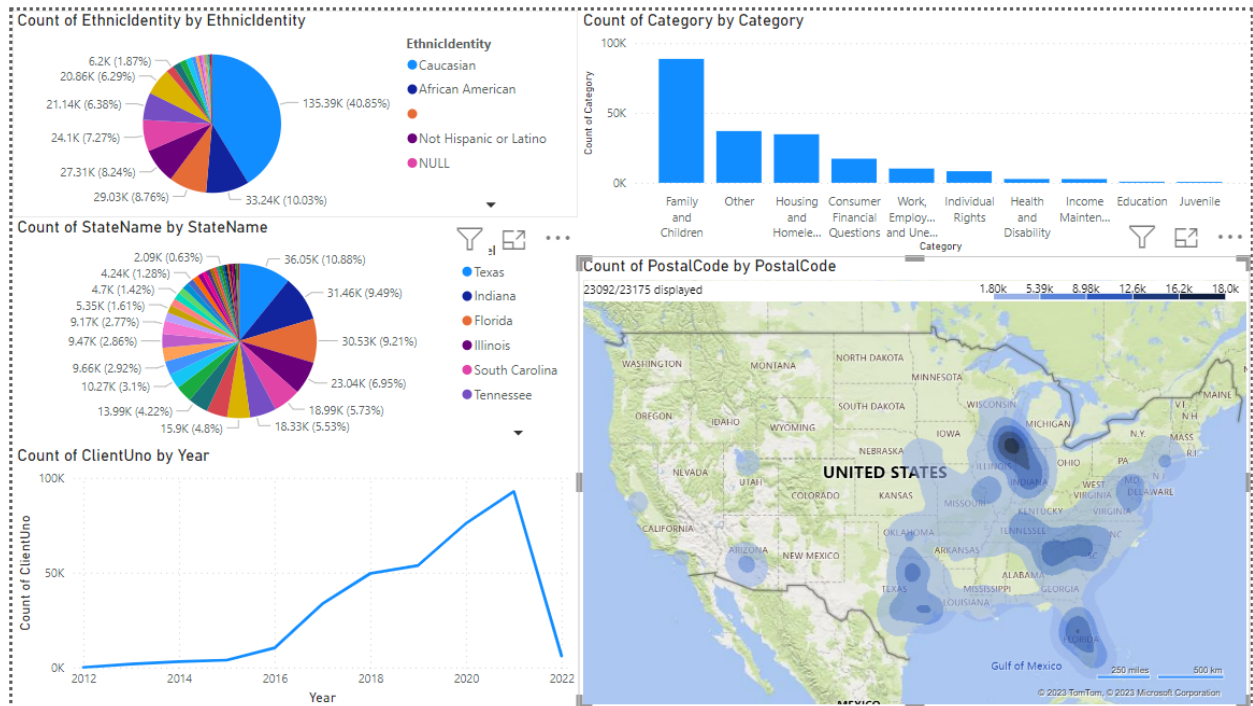 Count of EthnicIdentity by EthnicIdentity
6.2K (1.87%)
20.86K (6.29%)
21.14K (6.38%)
24.1K (7.27%)
27.31K (8.24%)
29.03K (8.76%)
33.24K (10.03%)
135.39K (40.85%)
EthnicIdentity
Caucasian
African American
Not Hispanic or Latino
NULL
Count of Category by Category
Count of Category
100K
50K
0K
Family
and
Children
Other
Housing
and
Homele...
Consumer
Financial
Questions
Work,
Employ...
and Une...
Individual
Rights
Health
and
Disability
Income
Mainten...
Education
Juvenile
Category
Count of StateName by StateName
2.09K (0.63%)
4.24K (1.28%)
4.7K (1.42%)
5.35K (1.61%)
9.17K (2.77%)
9.47K (2.86%)
9.66K (2.92%)
10.27K (3.1%)
13.99K (4.22%)
15.9K (4.8%)
18.33K (5.53%)
18.99K (5.73%)
23.04K (6.95%)
30.53K (9.21%)
31.46K (9.49%)
36.05K (10.88%)
Texas
Indiana
Florida
Illinois
South Carolina
Tennessee
Count of ClientUno by Year
Count of ClientUno
100K
50K
0K
2012
2014
2016
2018
2020
2022
Year
Count of PostalCode by PostalCode
23092/23175 displayed
1.80k 5.39k 8.98k 12.6k 16.2k 18.0k
WASHINGTON
MONTANA
NORTH DAKOTA
MINNESOTA
OREGON
IDAHO
WYOMING
SOUTH DAKOTA
WISCONSIN
MICHIGAN
MAINE
VT
N.H
N.Y.
MASS
R.I
IOWA
NEBRASKA
NEVADA
UTAH
COLORADO
UNITED STATES
KANSAS
ILLINOIS
INDIANA
OHIO
PA
N.J
MD
DELAWARE
WEST
VIRGINIA
VIRGINIA
MISSOURI
KENTUCKY
CALIFORNIA
ARIZONA
NEW MEXICO
OKLAHOMA
ARKANSAS
TENNESSEE
NC
SC
TEXAS
LOUISIANA
MISSISSIPPI
ALABAMA
GEORGIA
FLORIDA
Gulf of Mexico
250 miles
500 km
MEXICO
© 2023 TomTom, © 2023 Microsoft Corporation